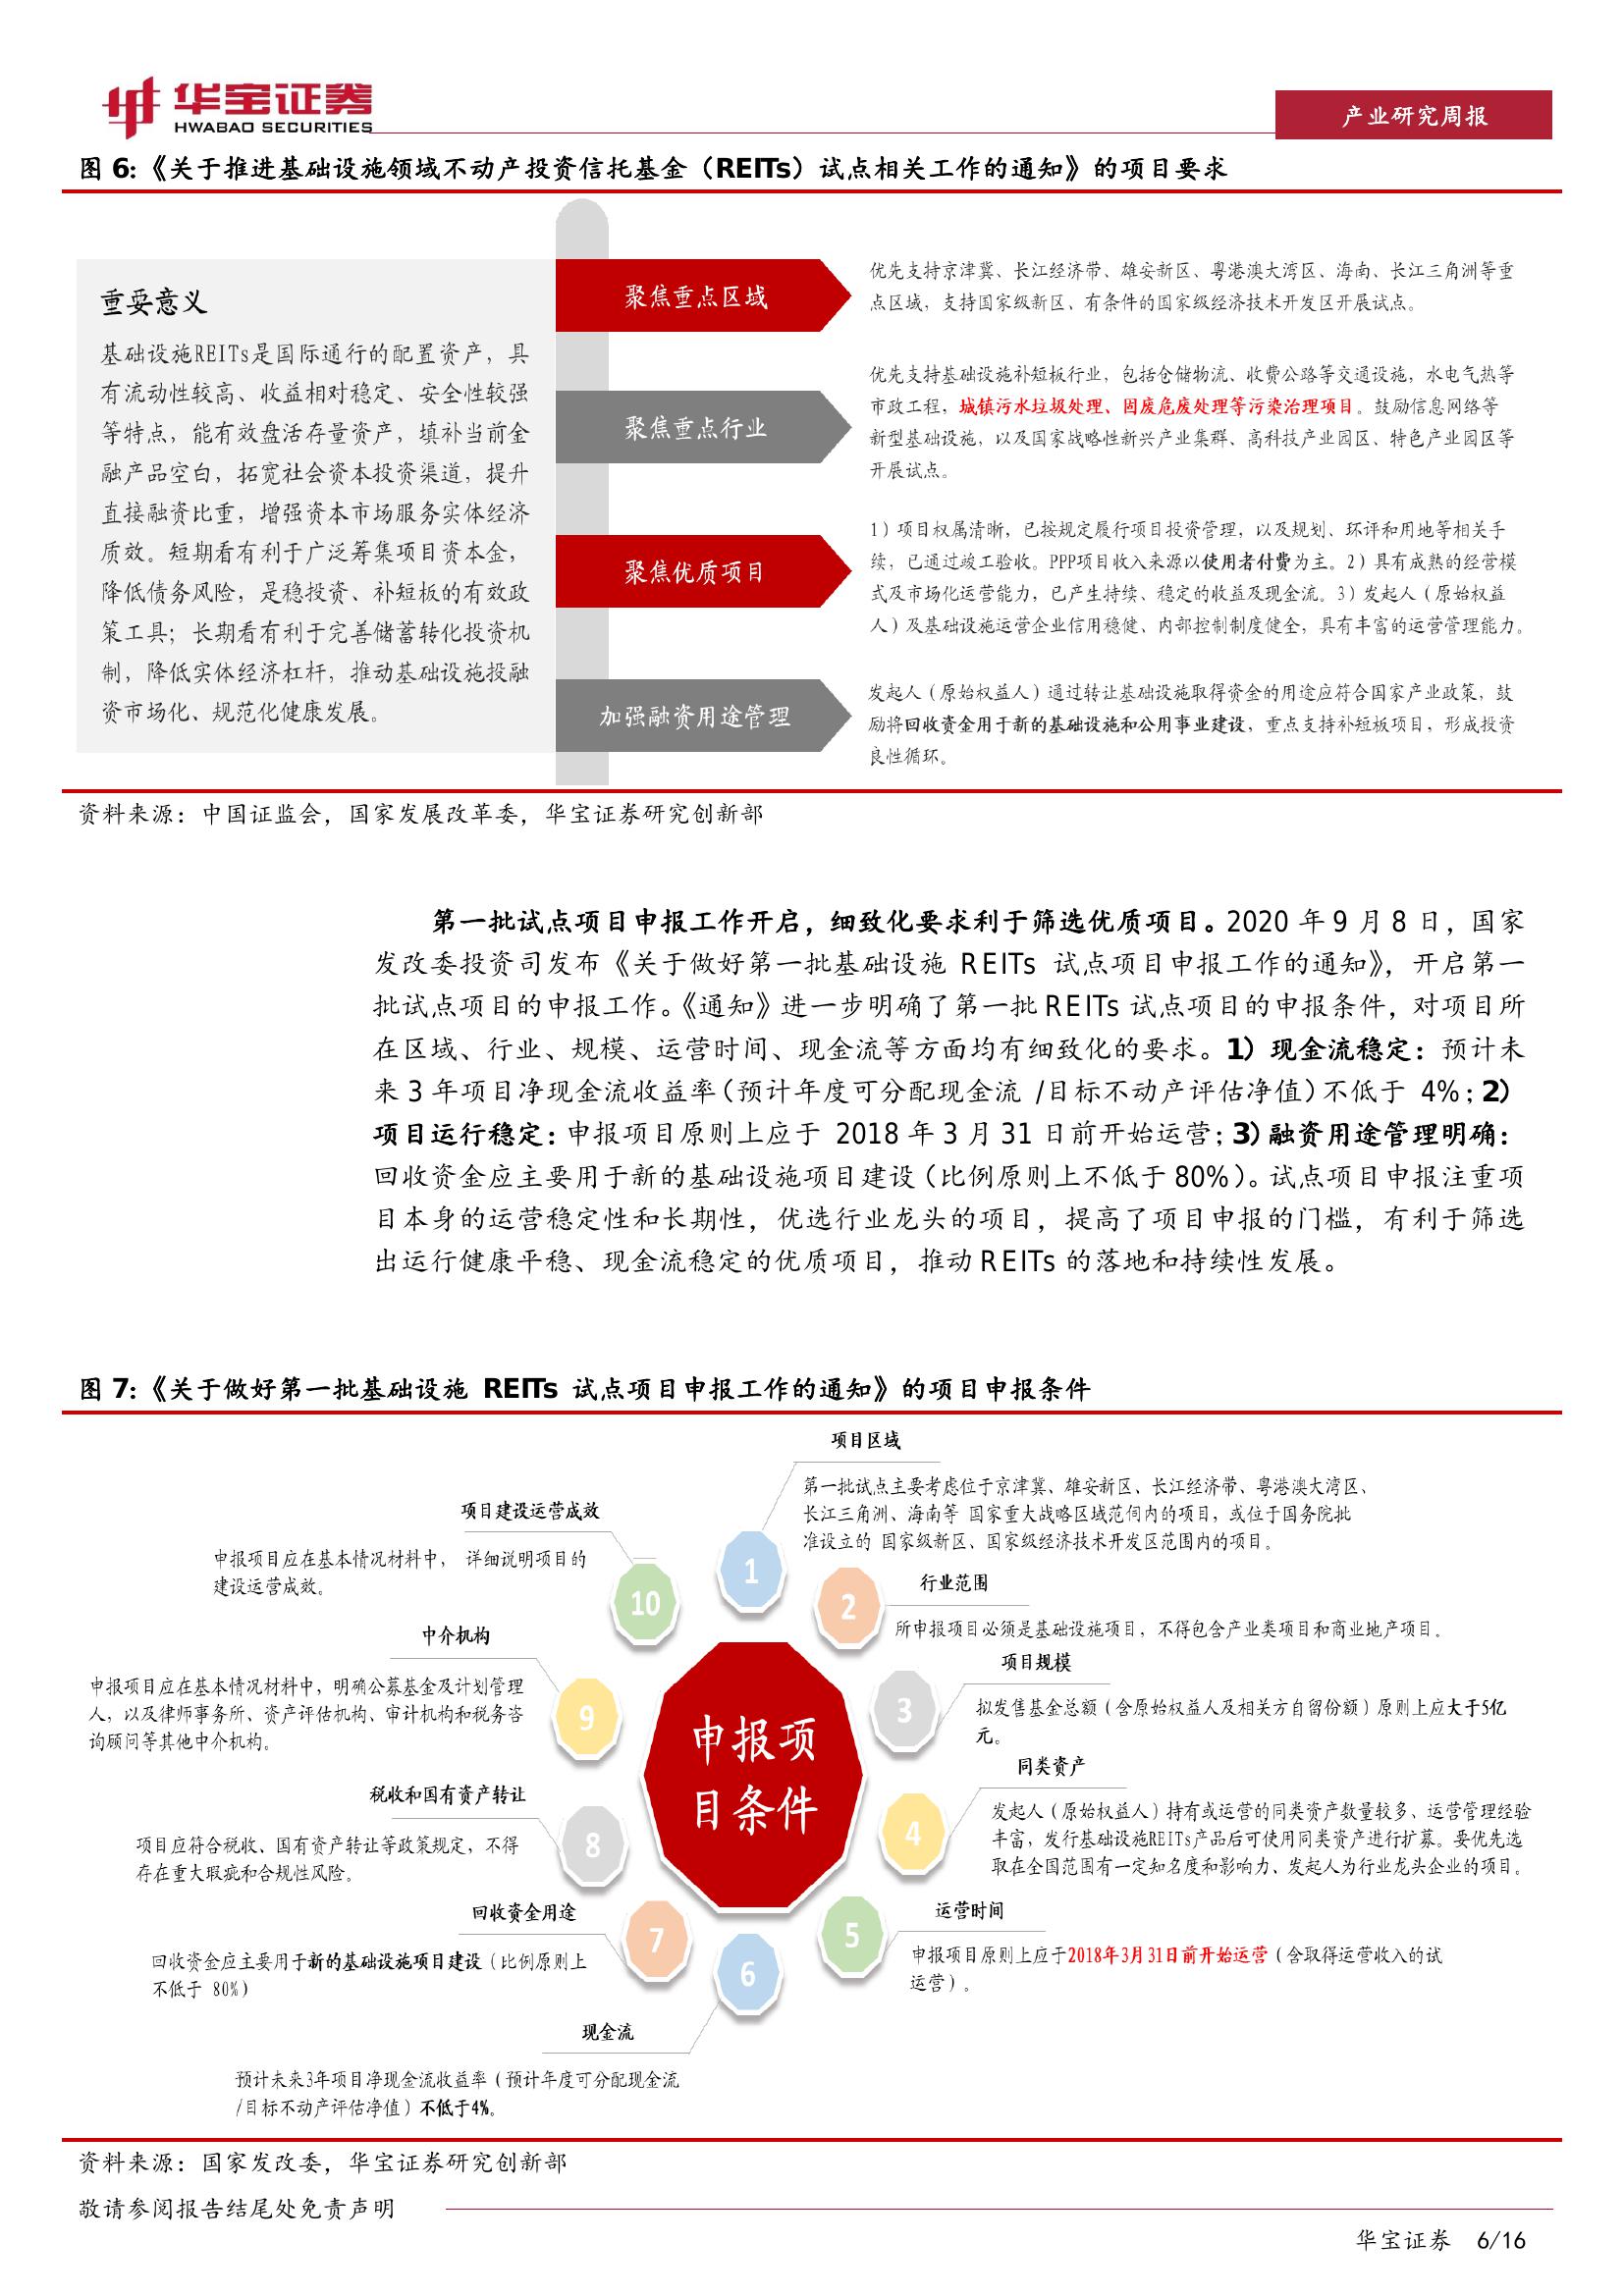 华宝证券
HWABAO SECURITIES
产业研究周报
图 6:《关于推进基础设施领域不动产投资信托基金（REITs）试点相关工作的通知》的项目要求
重要意义
基础设施REITs是国际通行的配置资产，具
有流动性较高、收益相对稳定、安全性较强
等特点，能有效盘活存量资产，填补当前金
融产品空白，拓宽社会资本投资渠道，提升
直接融资比重，增强资本市场服务实体经济
质效。短期看有利于广泛筹集项目资本金，
降低债务风险，是稳投资、补短板的有效政
策工具；长期看有利于完善储蓄转化投资机
制，降低实体经济杠杆，推动基础设施投融
资市场化、规范化健康发展。
聚焦重点区域
优先支持京津冀、长江经济带、雄安新区、粤港澳大湾区、海南、长江三角洲等重
点区域，支持国家级新区、有条件的国家级经济技术开发区开展试点。
聚焦重点行业
优先支持基础设施补短板行业，包括仓储物流、收费公路等交通设施，水电气热等
市政工程，城镇污水垃圾处理、固废危废处理等污染治理项目。鼓励信息网络等
新型基础设施，以及国家战略性新兴产业集群、高科技产业园区、特色产业园区等
开展试点。
聚焦优质项目
1）项目权属清晰，已按规定履行项目投资管理，以及规划、环评和用地等相关手
续，已通过竣工验收。PPP项目收入来源以使用者付费为主。2）具有成熟的经营模
式及市场化运营能力，已产生持续、稳定的收益及现金流。3）发起人（原始权益
人）及基础设施运营企业信用稳健、内部控制制度健全，具有丰富的运营管理能力。
加强融资用途管理
发起人（原始权益人）通过转让基础设施取得资金的用途应符合国家产业政策，鼓
励将回收资金用于新的基础设施和公用事业建设，重点支持补短板项目，形成投资
良性循环。
资料来源：中国证监会，国家发展改革委，华宝证券研究创新部
第一批试点项目申报工作开启，细致化要求利于筛选优质项目。2020 年 9 月 8 日，国家
发改委投资司发布《关于做好第一批基础设施 REITs 试点项目申报工作的通知》，开启第一
批试点项目的申报工作。《通知》进一步明确了第一批 REITs 试点项目的申报条件，对项目所
在区域、行业、规模、运营时间、现金流等方面均有细致化的要求。1）现金流稳定：预计未
来 3 年项目净现金流收益率（预计年度可分配现金流 /目标不动产评估净值）不低于 4%；2）
项目运行稳定：申报项目原则上应于 2018 年 3 月 31 日前开始运营；3）融资用途管理明确：
回收资金应主要用于新的基础设施项目建设（比例原则上不低于 80%）。试点项目申报注重项
目本身的运营稳定性和长期性，优选行业龙头的项目，提高了项目申报的门槛，有利于筛选
出运行健康平稳、现金流稳定的优质项目，推动 REITs 的落地和持续性发展。
图 7:《关于做好第一批基础设施 REITs 试点项目申报工作的通知》的项目申报条件
申报项
目条件
1
项目区域
第一批试点主要考虑位于京津冀、雄安新区、长江经济带、粤港澳大湾区、
长江三角洲、海南等 国家重大战略区域范伺内的项目，或位于国务院批
准设立的 国家级新区、国家级经济技术开发区范围内的项目。
2
行业范围
所申报项目必须是基础设施项目，不得包含产业类项目和商业地产项目。
3
项目规模
拟发售基金总额（含原始权益人及相关方自留份额）原则上应大于5亿
元。
4
同类资产
发起人（原始权益人）持有或运营的同类资产数量较多、运营管理经验
丰富，发行基础设施REITs产品后可使用同类资产进行扩募。要优先选
取在全国范围有一定知名度和影响力、发起人为行业龙头企业的项目。
5
运营时间
申报项目原则上应于2018年3月31日前开始运营（含取得运营收入的试
运营）。
6
现金流
预计未来3年项目净现金流收益率（预计年度可分配现金流
/目标不动产评估净值）不低于4%。
7
回收资金用途
回收资金应主要用于新的基础设施项目建设（比例原则上
不低于 80%）
8
税收和国有资产转让
项目应符合税收、国有资产转让等政策规定，不得
存在重大瑕疵和合规性风险。
9
中介机构
申报项目应在基本情况材料中，明确公募基金及计划管理
人，以及律师事务所、资产评估机构、审计机构和税务咨
询顾问等其他中介机构。
10
项目建设运营成效
申报项目应在基本情况材料中， 详细说明项目的
建设运营成效。
资料来源：国家发改委，华宝证券研究创新部
敬请参阅报告结尾处免责声明
华宝证券 6/16